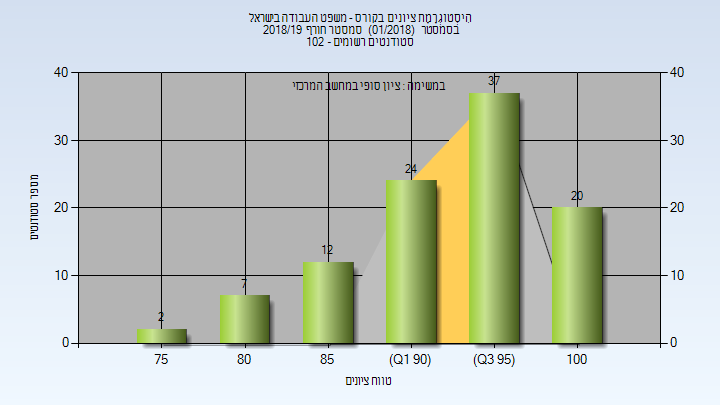 היסטוגרמת ציונים בקורס - משפט העבודה בישראל
בסמסטר (01/2018) סמסטר חורף 2018/19
סטודנטים רשומים - 102
במשימה : ציון סופי במחשב המרכזי
מספר סטודנטים
40
30
20
10
0
40
30
20
10
0
2
7
12
24
37
20
75
80
85
(Q1 90)
(Q3 95)
100
טווח ציונים